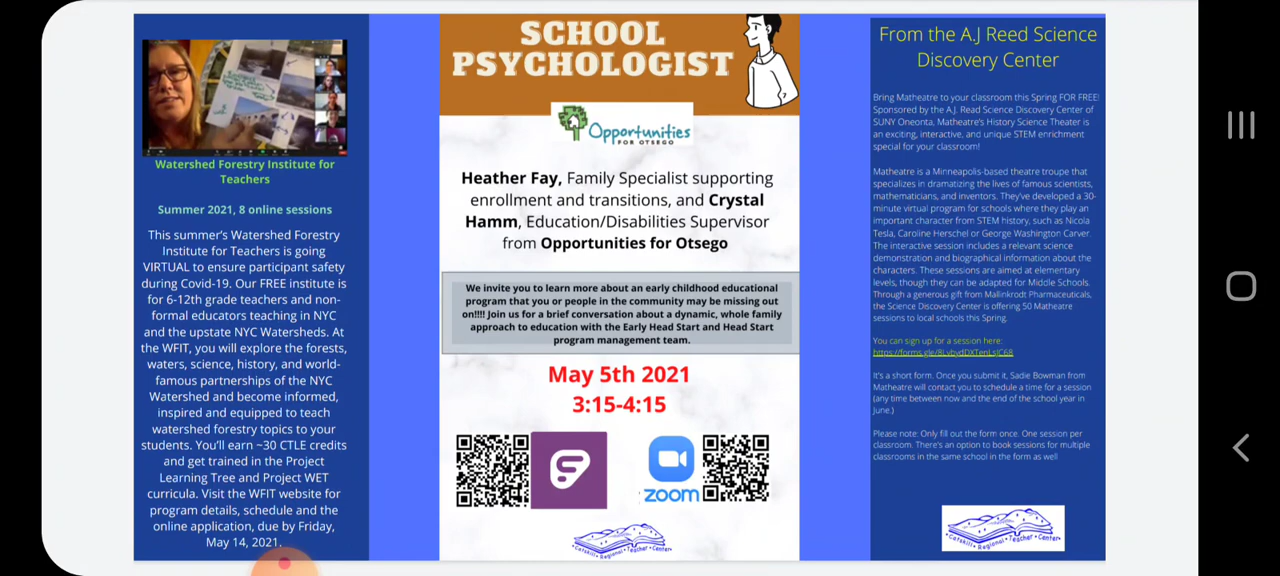 Watershed Forestry Institute for
Teachers
Summer 2021, 8 online sessions
This summer's Watershed Forestry
Institute for Teachers is going
VIRTUAL to ensure participant safety
during Covid-19. Our FREE institute is
for 6-12th grade teachers and non-
formal educators teaching in NYC
and the upstate NYC Watersheds. At
the WFIT, you will explore the forests,
waters, science, history, and world-
famous partnerships of the NYC
Watershed and become informed,
inspired and equipped to teach
watershed forestry topics to your
students. You'll earn ~30 CTLE credits
and get trained in the Project
Learning Tree and Project WET
curricula. Visit the WFIT website for
program details, schedule and the
online application, due by Friday,
May 14, 2021.
SCHOOL
PSYCHOLOGIST
Opportunities
FOR OTSEGO
Heather Fay, Family Specialist supporting
enrollment and transitions, and Crystal
Hamm, Education/Disabilities Supervisor
from Opportunities for Otsego
We invite you to learn more about an early childhood educational
program that you or people in the community may be missing out
on!!!! Join us for a brief conversation about a dynamic, whole family
approach to education with the Early Head Start and Head Start
program management team.
May 5th 2021
3:15-4:15
zoom
Catskill Regional Teacher Center
From the A.J Reed Science
Discovery Center
Bring Matheatre to your classroom this Spring FOR FREE!
Sponsored by the A.J. Read Science Discovery Center of
SUNY Oneonta, Matheatre's History Science Theater is
an exciting, interactive, and unique STEM enrichment
special for your classroom!
Matheatre is a Minneapolis-based theatre troupe that
specializes in dramatizing the lives of famous scientists,
mathematicians, and inventors. They've developed a 30-
minute virtual program for schools where they play an
important character from STEM history, such as Nicola
Tesla, Caroline Herschel or George Washington Carver.
The interactive session includes a relevant science
demonstration and biographical information about the
characters. These sessions are aimed at elementary
levels, though they can be adapted for Middle Schools.
Through a generous gift from Mallinkrodt Pharmaceuticals,
the Science Discovery Center is offering 50 Matheatre
sessions to local schools this Spring.
You can sign up for a session here:
It's a short form. Once you submit it, Sadie Bowman from
Matheatre will contact you to schedule a time for a session
(any time between now and the end of the school year in
June.)
Please note: Only fill out the form once. One session per
classroom. There's an option to book sessions for multiple
classrooms in the same school in the form as well
Catskill Regional Teacher Center